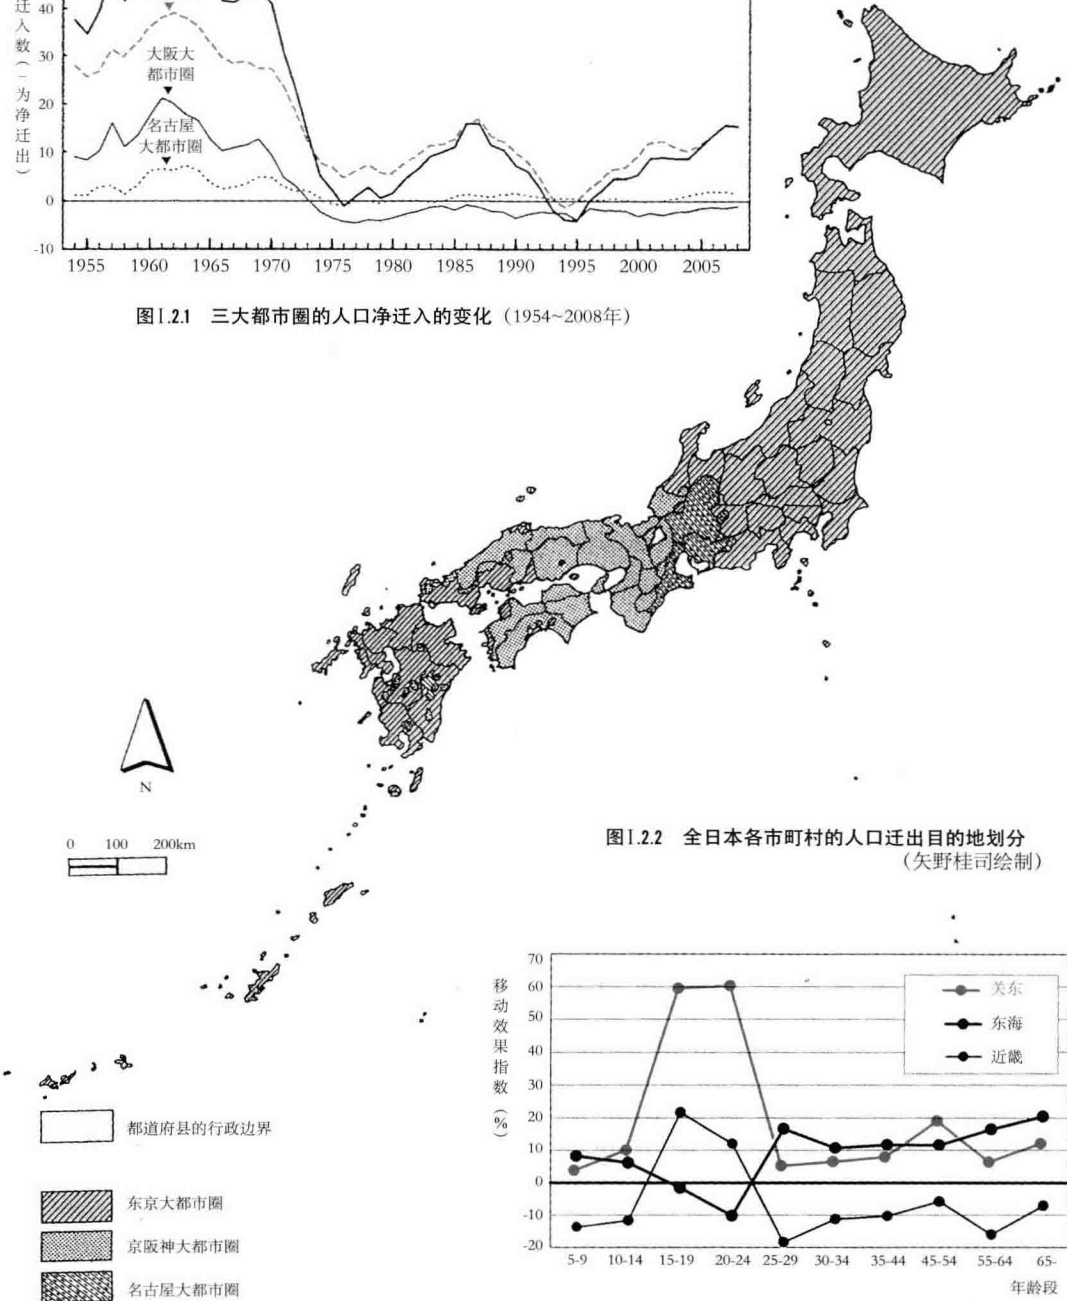 迁入数(－为净迁出)
40
30
20
10
0
-10
大阪大
都市圈
名古屋
大都市圈
1955 1960 1965 1970 1975 1980 1985 1990 1995 2000 2005
图Ⅰ.2.1 三大都市圈的人口净迁入的变化（1954~2008年）
N
0 100 200km
图Ⅰ.2.2 全日本各市町村的人口迁出目的地划分
（矢野桂司绘制）
都道府县的行政边界
东京大都市圈
京阪神大都市圈
名古屋大都市圈
移动效果指数(%)
70
60
50
40
30
20
10
0
-10
-20
关东
东海
近畿
5-9 10-14 15-19 20-24 25-29 30-34 35-44 45-54 55-64 65-
年龄段